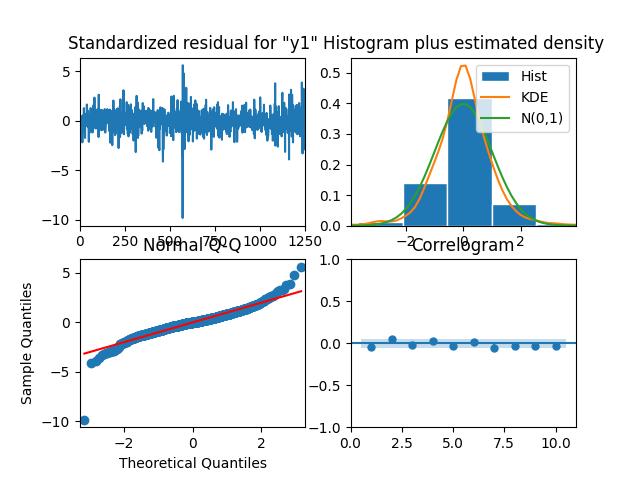 Standardized residual for "y1"
Histogram plus estimated density
5
0
−5
−10
0 250 500 750 1000 1250
0.5
0.4
0.3
0.2
0.1
0.0
−2 0 2
Hist
KDE
N(0,1)
Normal Q-Q
Correlogram
Sample Quantiles
5
0
−5
−10
−2 0 2
Theoretical Quantiles
1.0
0.5
0.0
−0.5
−1.0
0.0 2.5 5.0 7.5 10.0